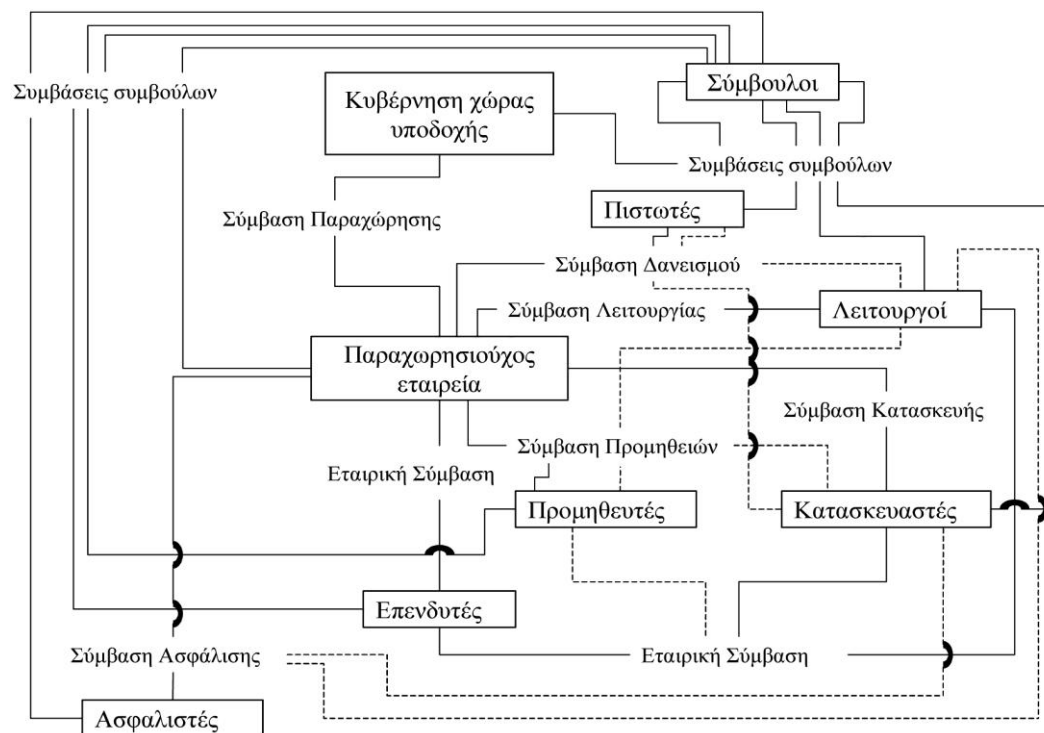 Συμβάσεις συμβούλων
Σύμβουλοι
Κυβέρνηση χώρας
υποδοχής
Συμβάσεις συμβούλων
Σύμβαση Παραχώρησης
Πιστωτές
Σύμβαση Δανεισμού
Σύμβαση Λειτουργίας
Λειτουργοί
Παραχωρησιούχος
εταιρεία
Σύμβαση Κατασκευής
Σύμβαση Προμηθειών
Εταιρική Σύμβαση
Προμηθευτές
Κατασκευαστές
Επενδυτές
Σύμβαση Ασφάλισης
Εταιρική Σύμβαση
Ασφαλιστές